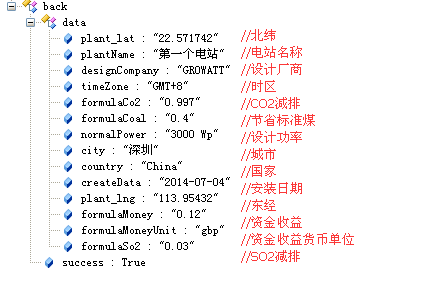 back
data
plant_lat : "22.571742" //北纬
plantName : "第一个电站" //电站名称
designCompany : "GROWATT" //设计厂商
timeZone : "GMT+8" //时区
formulaCo2 : "0.997" //CO2减排
formulaCoal : "0.4" //节省标准煤
normalPower : "3000 Wp" //设计功率
city : "深圳" //城市
country : "China" //国家
createData : "2014-07-04" //安装日期
plant_lng : "113.95432" //东经
formulaMoney : "0.12" //资金收益
formulaMoneyUnit : "gbp" //资金收益货币单位
formulaSo2 : "0.03" //SO2减排
success : True